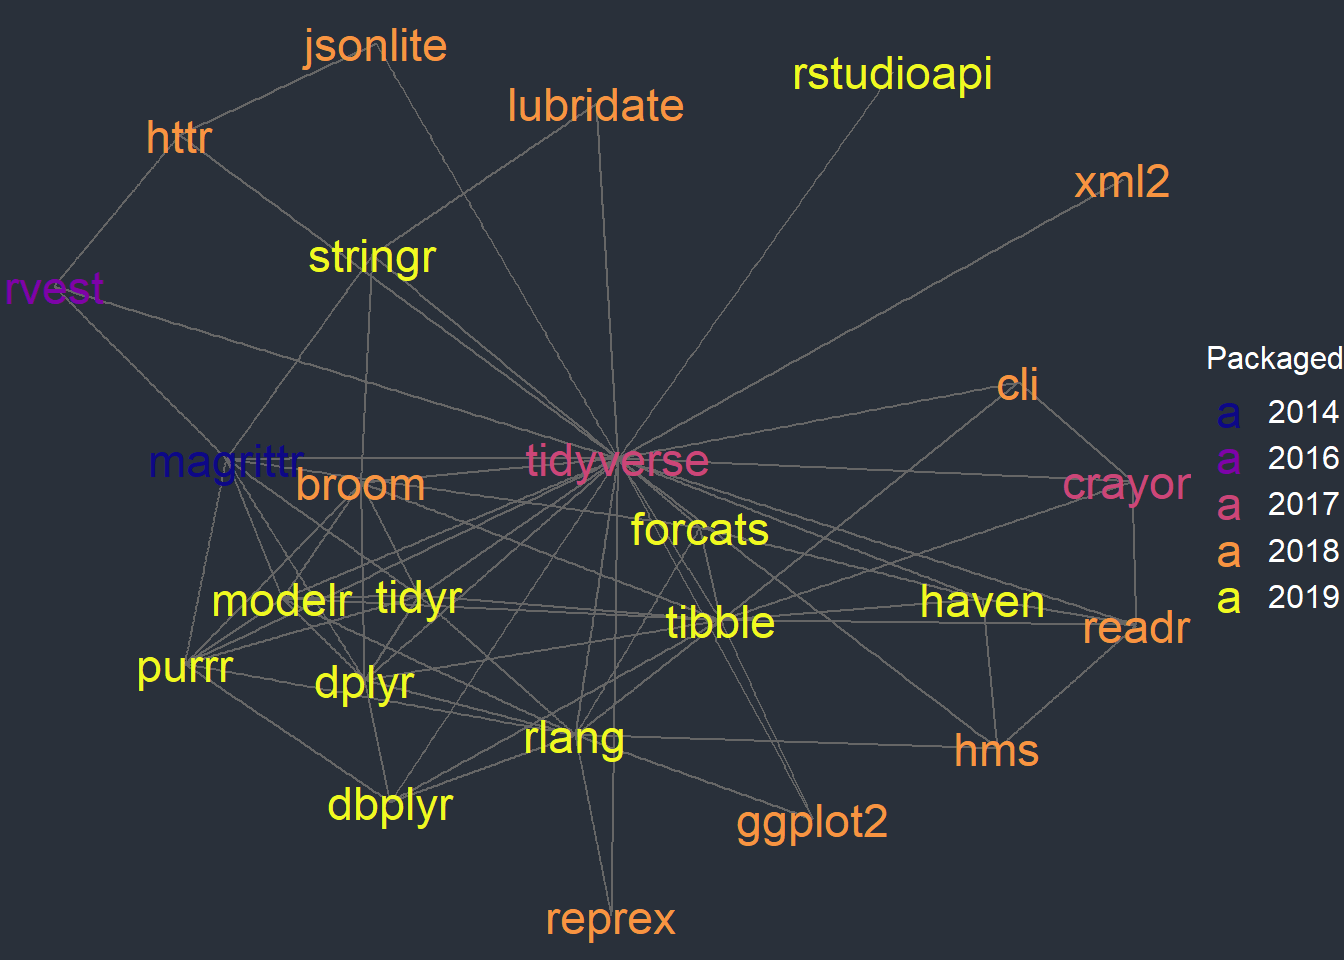 jsonlite
rstudioapi
lubridate
httr
xml2
stringr
rvest
cli
magrittr
tidyverse
broom
crayon
forcats
modelr
tidyr
tibble
haven
readr
purrr
dplyr
rlang
hms
dbplyr
ggplot2
reprex
Packaged
a 2014
a 2016
a 2017
a 2018
a 2019